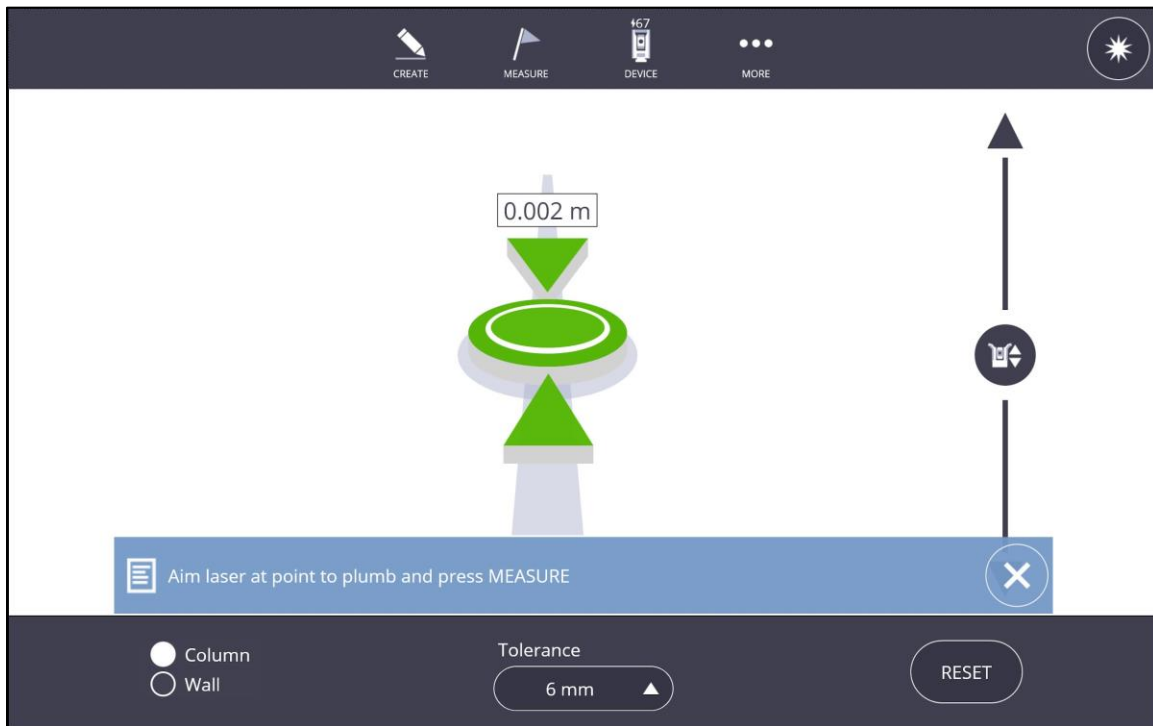 67
CREATE
MEASURE
DEVICE
MORE
0.002 m
Aim laser at point to plumb and press MEASURE
Column
Wall
Tolerance
6 mm
RESET